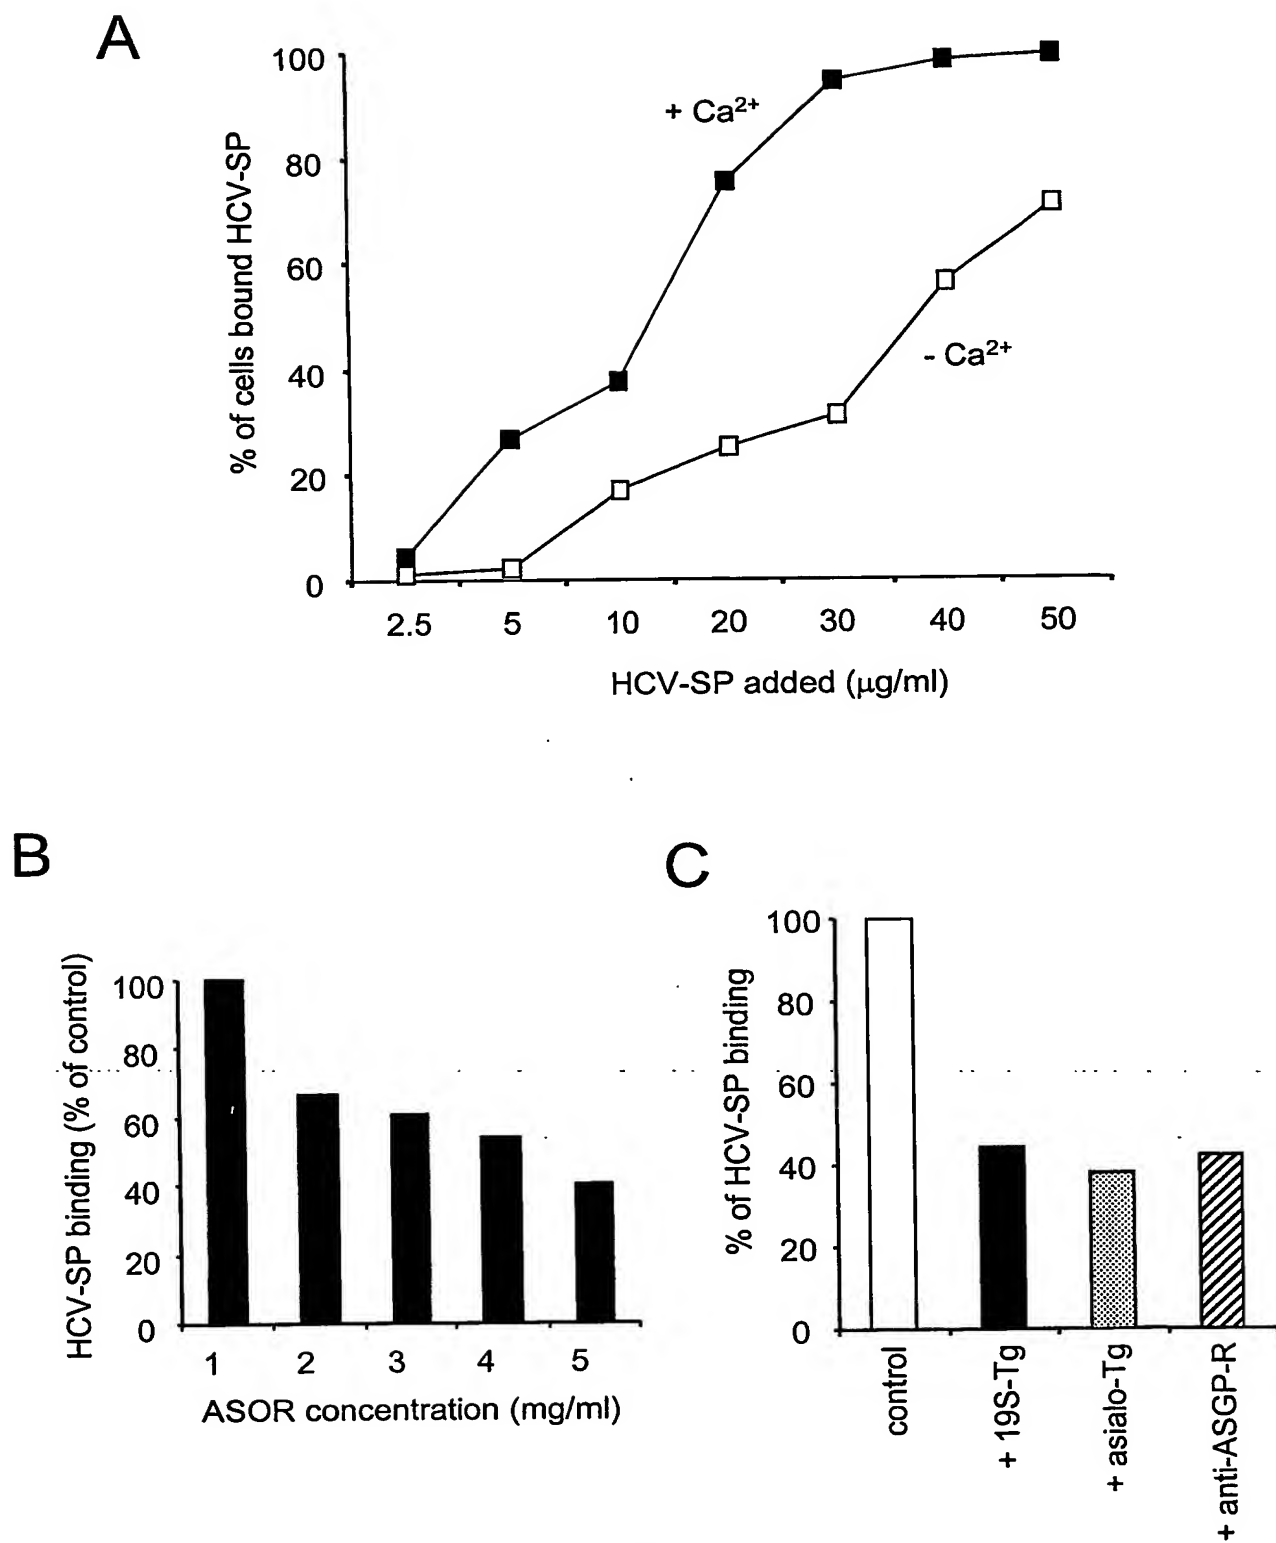 A
100
80
60
40
20
0
% of cells bound HCV-SP
+ Ca²⁺
- Ca²⁺
2.5 5 10 20 30 40 50
HCV-SP added (µg/ml)
B
100
80
60
40
20
0
HCV-SP binding (% of control)
1 2 3 4 5
ASOR concentration (mg/ml)
C
100
80
60
40
20
0
% of HCV-SP binding
control
+ 19S-Tg
+ asialo-Tg
+ anti-ASGP-R